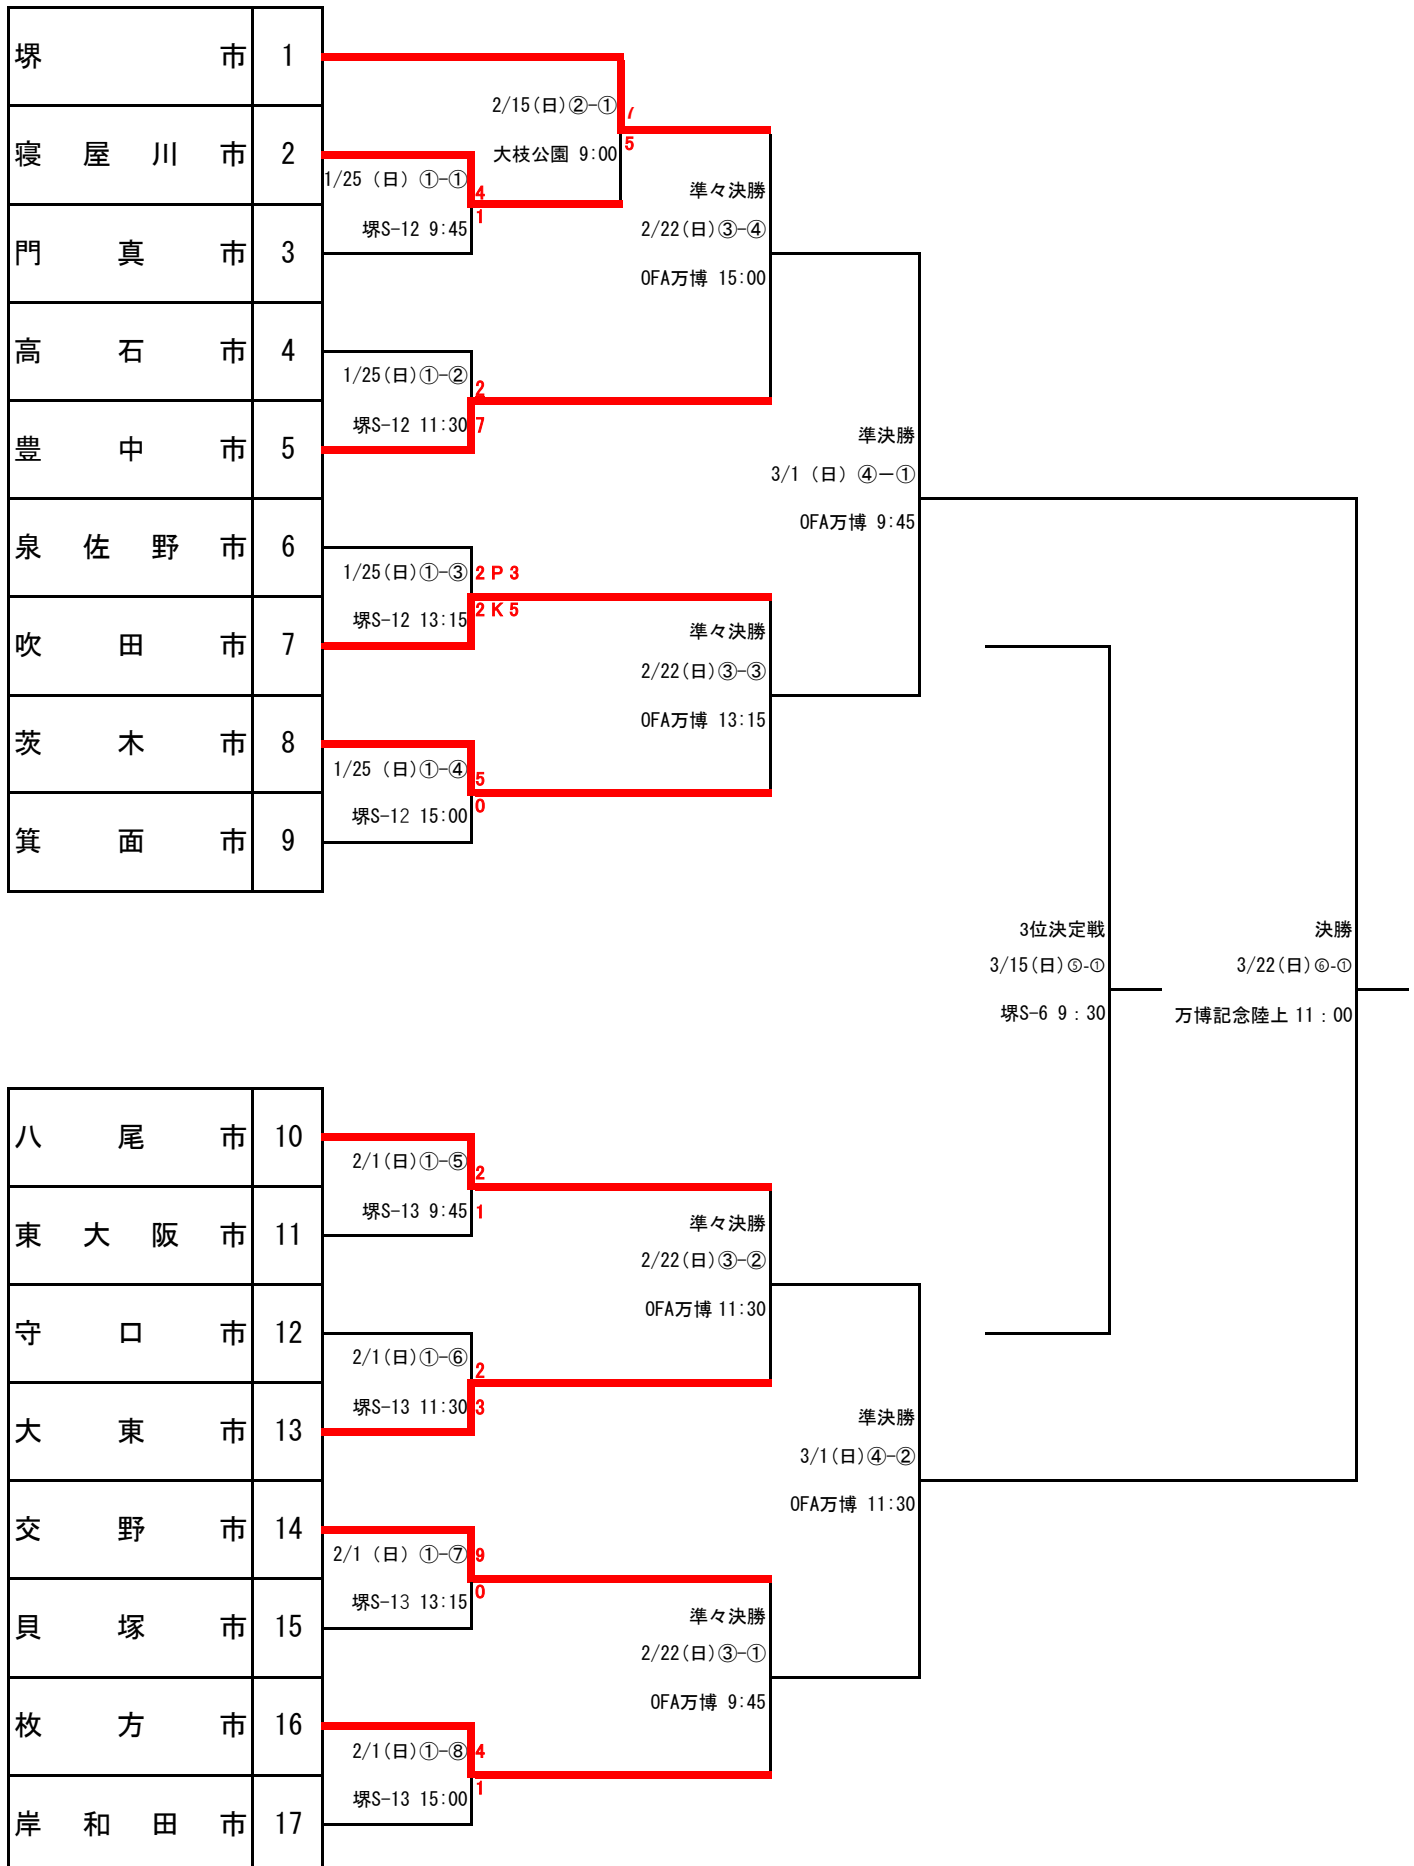 堺市 1
2/15(日)②-① 7
大枝公園 9:00 5
寝屋川市 2
1/25（日）①-① 4
堺S-12 9:45 1
準々決勝
2/22(日)③-④
OFA万博 15:00
門真市 3
高石市 4
1/25(日)①-② 2
堺S-12 11:30 7
豊中市 5
準決勝
3/1（日）④－①
OFA万博 9:45
泉佐野市 6
1/25(日)①-③ 2 P 3
堺S-12 13:15 2 K 5
吹田市 7
準々決勝
2/22(日)③-③
OFA万博 13:15
茨木市 8
1/25（日)①-④ 5
堺S-12 15:00 0
箕面市 9
3位決定戦
3/15(日)⑤-①
堺S-6 9：30
決勝
3/22(日)⑥-①
万博記念陸上 11：00
八尾市 10
2/1(日)①-⑤ 2
堺S-13 9:45 1
東大阪市 11
準々決勝
2/22(日)③-②
OFA万博 11:30
守口市 12
2/1(日)①-⑥ 2
堺S-13 11:30 3
大東市 13
準決勝
3/1(日)④-②
OFA万博 11:30
交野市 14
2/1（日）①-⑦ 9
堺S-13 13:15 0
貝塚市 15
準々決勝
2/22(日)③-①
OFA万博 9:45
枚方市 16
2/1(日)①-⑧ 4
堺S-13 15:00 1
岸和田市 17